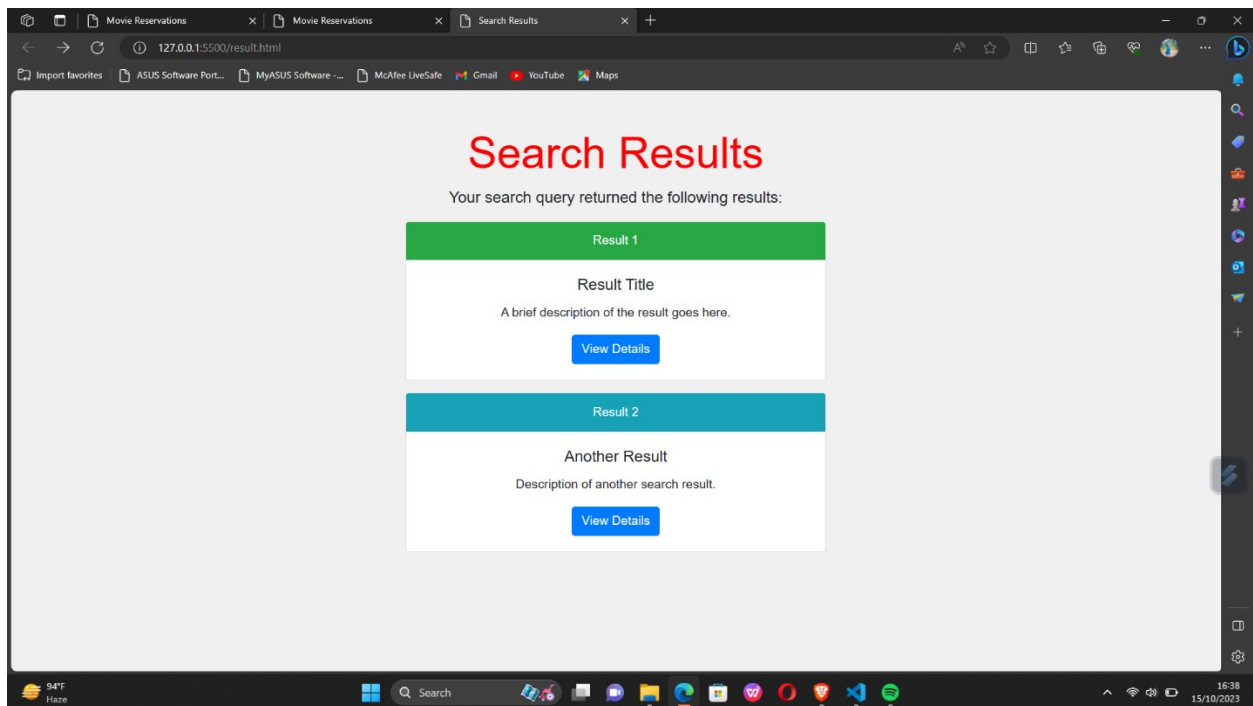 Movie Reservations
Movie Reservations
Search Results
127.0.0.1:5500/result.html
Import favorites
ASUS Software Port...
MyASUS Software -...
McAfee LiveSafe
Gmail
YouTube
Maps
Search Results
Your search query returned the following results:
Result 1
Result Title
A brief description of the result goes here.
View Details
Result 2
Another Result
Description of another search result.
View Details
94°F
Haze
Search
16:38
15/10/2023